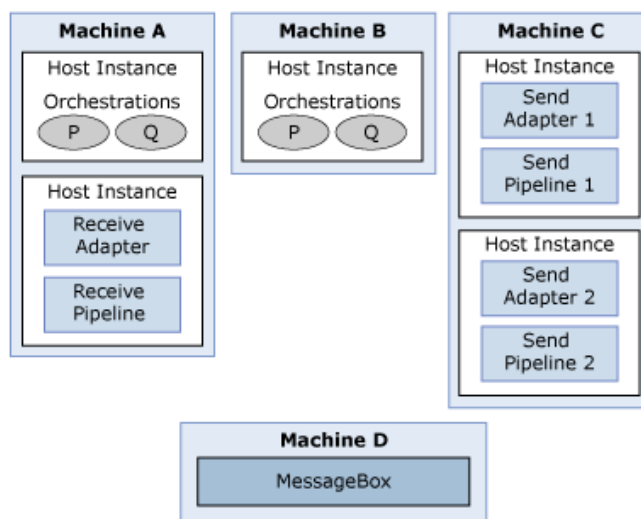 Machine A
Host Instance
Orchestrations
P Q
Host Instance
Receive
Adapter
Receive
Pipeline
Machine B
Host Instance
Orchestrations
P Q
Machine C
Host Instance
Send
Adapter 1
Send
Pipeline 1
Host Instance
Send
Adapter 2
Send
Pipeline 2
Machine D
MessageBox